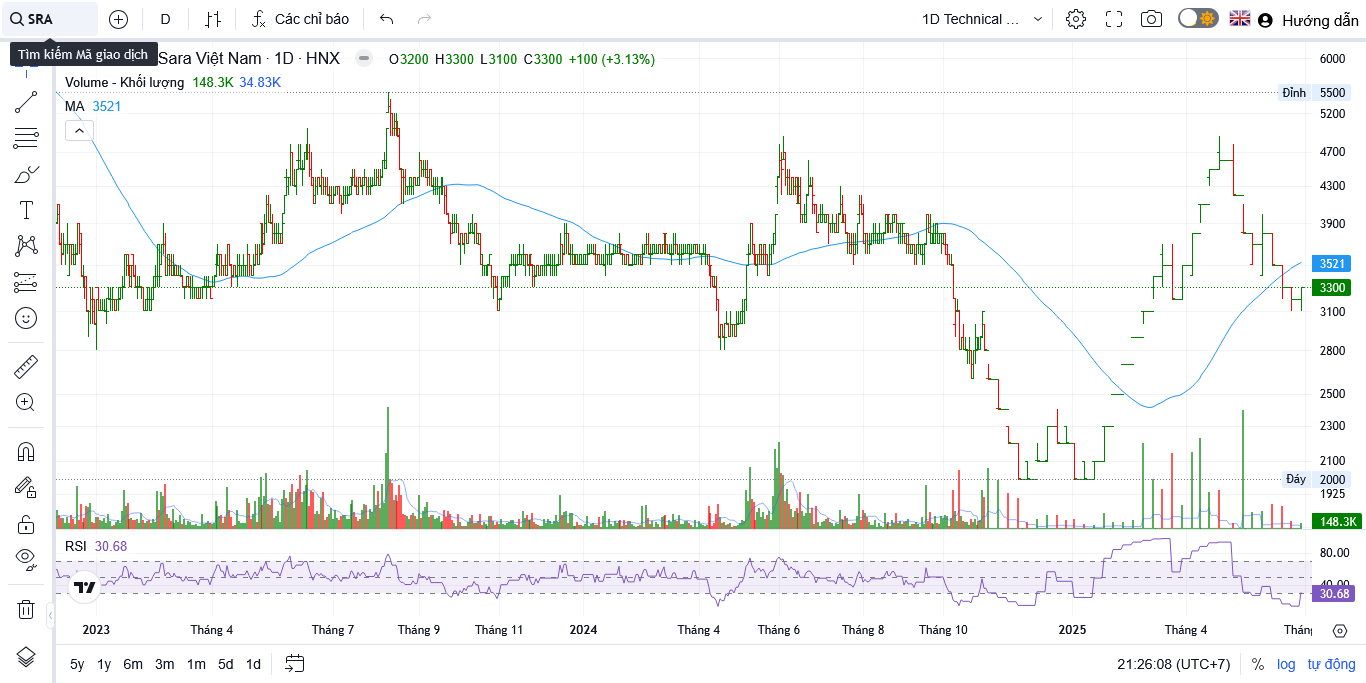 SRA
D
Các chỉ báo
1D Technical ...
Hướng dẫn
Tìm kiếm Mã giao dịch
Sara Việt Nam · 1D · HNX
O3200 H3300 L3100 C3300 +100 (+3.13%)
Volume - Khối lượng 148.3K 34.83K
MA 3521
6000
Đỉnh 5500
5200
4700
4300
3900
3521
3300
3100
2800
2500
2300
2100
Đáy 2000
1925
148.3K
RSI 30.68
80.00
40.00
30.68
2023 Tháng 4 Tháng 7 Tháng 9 Tháng 11 2024 Tháng 4 Tháng 6 Tháng 8 Tháng 10 2025 Tháng 4 Thán
5y 1y 6m 3m 1m 5d 1d
21:26:08 (UTC+7) % log tự động